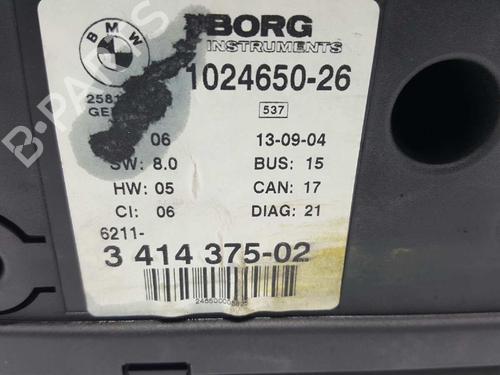 BMW
BORG
INSTRUMENTS
1024650-26
537
06 13-09-04
SW: 8.0 BUS: 15
HW: 05 CAN: 17
CI: 06 DIAG: 21
6211-
3 414 375-02
B-PARTS